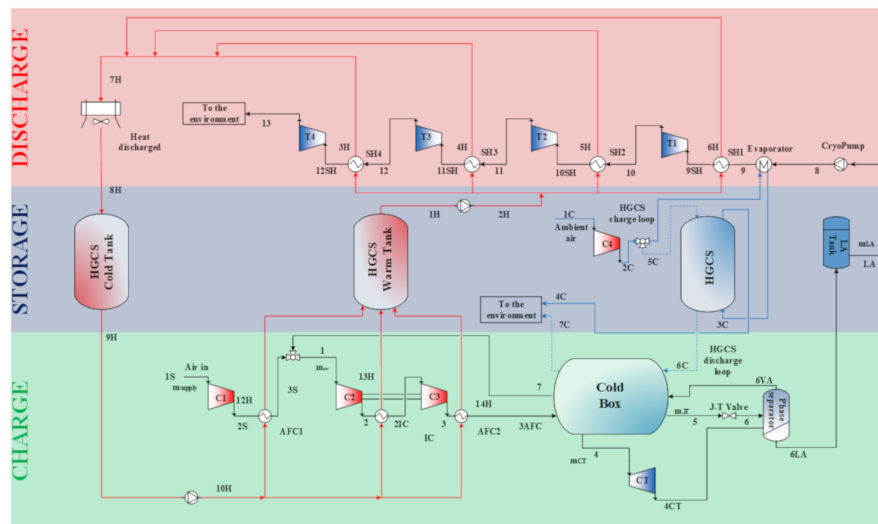 DISCHARGE
7H
Heat
discharged
8H
To the
environment
13
T4
12SH
3H
SH4
12
T3
11SH
4H
SH3
11
T2
10SH
5H
SH2
10
T1
9SH
6H
SH1
Evaporator
9
8
CryoPump
STORAGE
HGCS
Cold Tank
HGCS
Warm Tank
1H
2H
1C
Ambient
air
C4
2C
HGCS
charge loop
5C
HGCS
3C
4C
To the
environment
7C
LA
Tank
mLA
LA
CHARGE
9H
10H
1S
Air in
C1
12H
2S
AFC1
3S
1
C2
13H
2
2IC
IC
C3
3
14H
AFC2
3AFC
7
Cold
Box
6C
HGCS
discharge
loop
4
mCT
CT
4CT
5
J-T Valve
6
6VA
Phase
separator
6LA